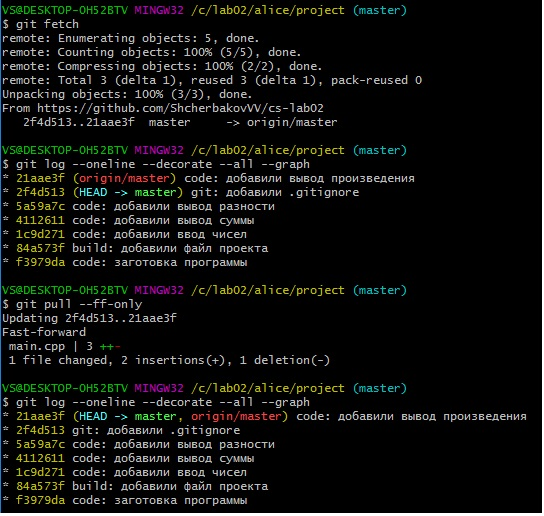 VS@DESKTOP-OH52BTV MINGW32 /c/lab02/alice/project (master)
$ git fetch
remote: Enumerating objects: 5, done.
remote: Counting objects: 100% (5/5), done.
remote: Compressing objects: 100% (2/2), done.
remote: Total 3 (delta 1), reused 3 (delta 1), pack-reused 0
Unpacking objects: 100% (3/3), done.
From https://github.com/ShcherbakovVV/cs-lab02
   2f4d513..21aae3f  master     -> origin/master
VS@DESKTOP-OH52BTV MINGW32 /c/lab02/alice/project (master)
$ git log --oneline --decorate --all --graph
* 21aae3f (origin/master) code: добавили вывод произведения
* 2f4d513 (HEAD -> master) git: добавили .gitignore
* 5a59a7c code: добавили вывод разности
* 4112611 code: добавили вывод суммы
* 1c9d271 code: добавили ввод чисел
* 84a573f build: добавили файл проекта
* f3979da code: заготовка программы
VS@DESKTOP-OH52BTV MINGW32 /c/lab02/alice/project (master)
$ git pull --ff-only
Updating 2f4d513..21aae3f
Fast-forward
 main.cpp | 3 ++-
 1 file changed, 2 insertions(+), 1 deletion(-)
VS@DESKTOP-OH52BTV MINGW32 /c/lab02/alice/project (master)
$ git log --oneline --decorate --all --graph
* 21aae3f (HEAD -> master, origin/master) code: добавили вывод произведения
* 2f4d513 git: добавили .gitignore
* 5a59a7c code: добавили вывод разности
* 4112611 code: добавили вывод суммы
* 1c9d271 code: добавили ввод чисел
* 84a573f build: добавили файл проекта
* f3979da code: заготовка программы